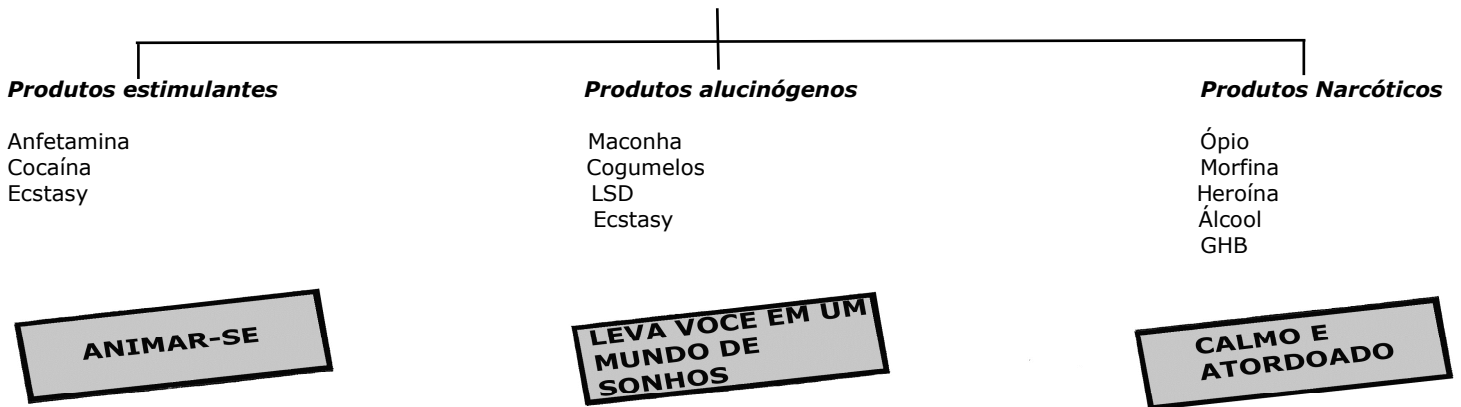 Produtos estimulantes
Anfetamina
Cocaína
Ecstasy
ANIMAR-SE
Produtos alucinógenos
Maconha
Cogumelos
LSD
Ecstasy
LEVA VOCE EM UM
MUNDO DE
SONHOS
Produtos Narcóticos
Ópio
Morfina
Heroína
Álcool
GHB
CALMO E
ATORDOADO